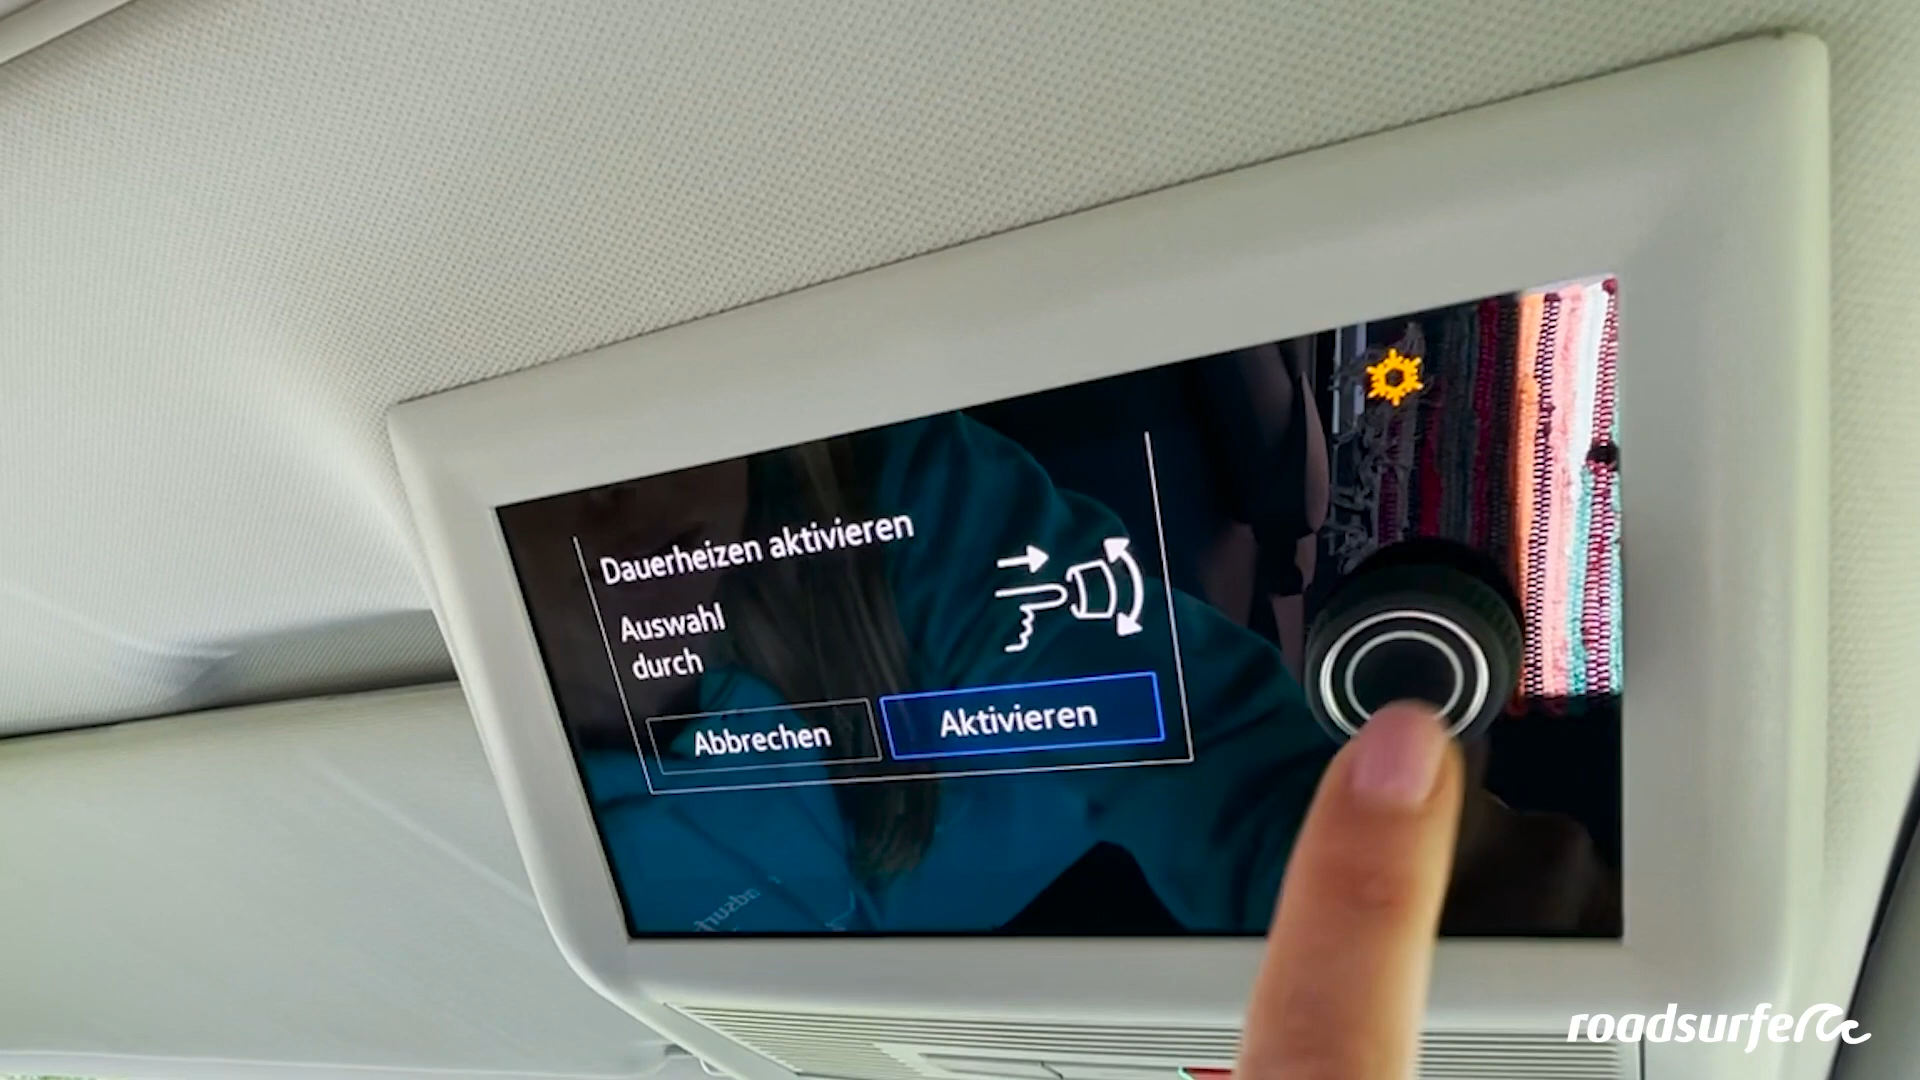 Dauerheizen aktivieren
Auswahl
durch
Abbrechen
Aktivieren
roadsurfer